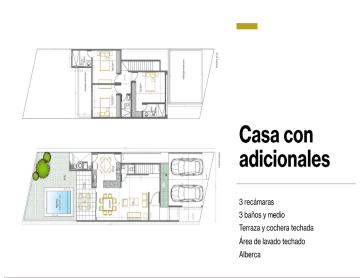 Casa con
adicionales
3 recámaras
3 baños y medio
Terraza y cochera techada
Área de lavado techado
Alberca